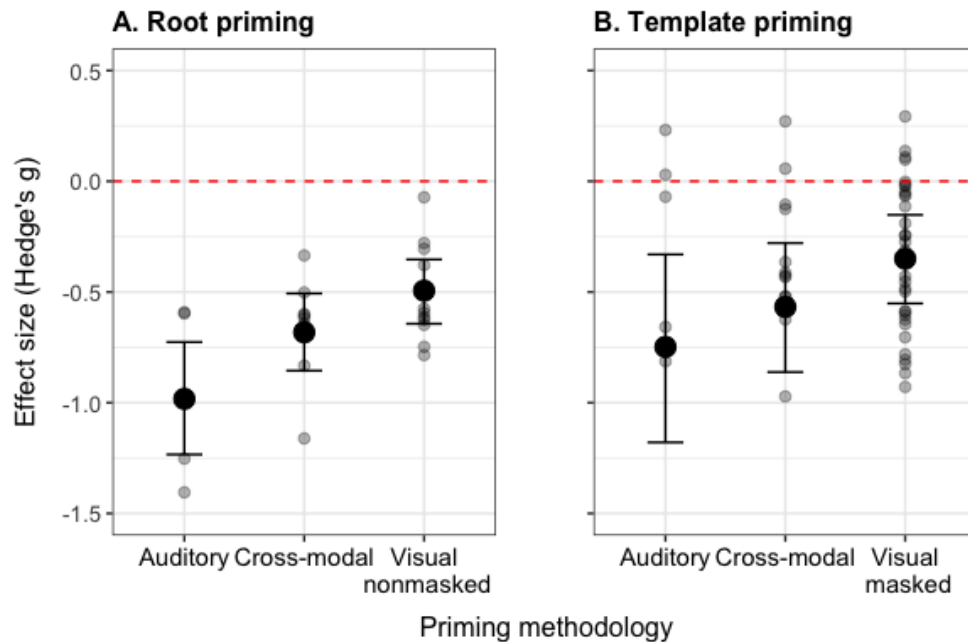 A. Root priming
B. Template priming
Effect size (Hedge's g)
0.5
0.0
-0.5
-1.0
-1.5
Auditory Cross-modal Visual
nonmasked
Auditory Cross-modal Visual
masked
Priming methodology